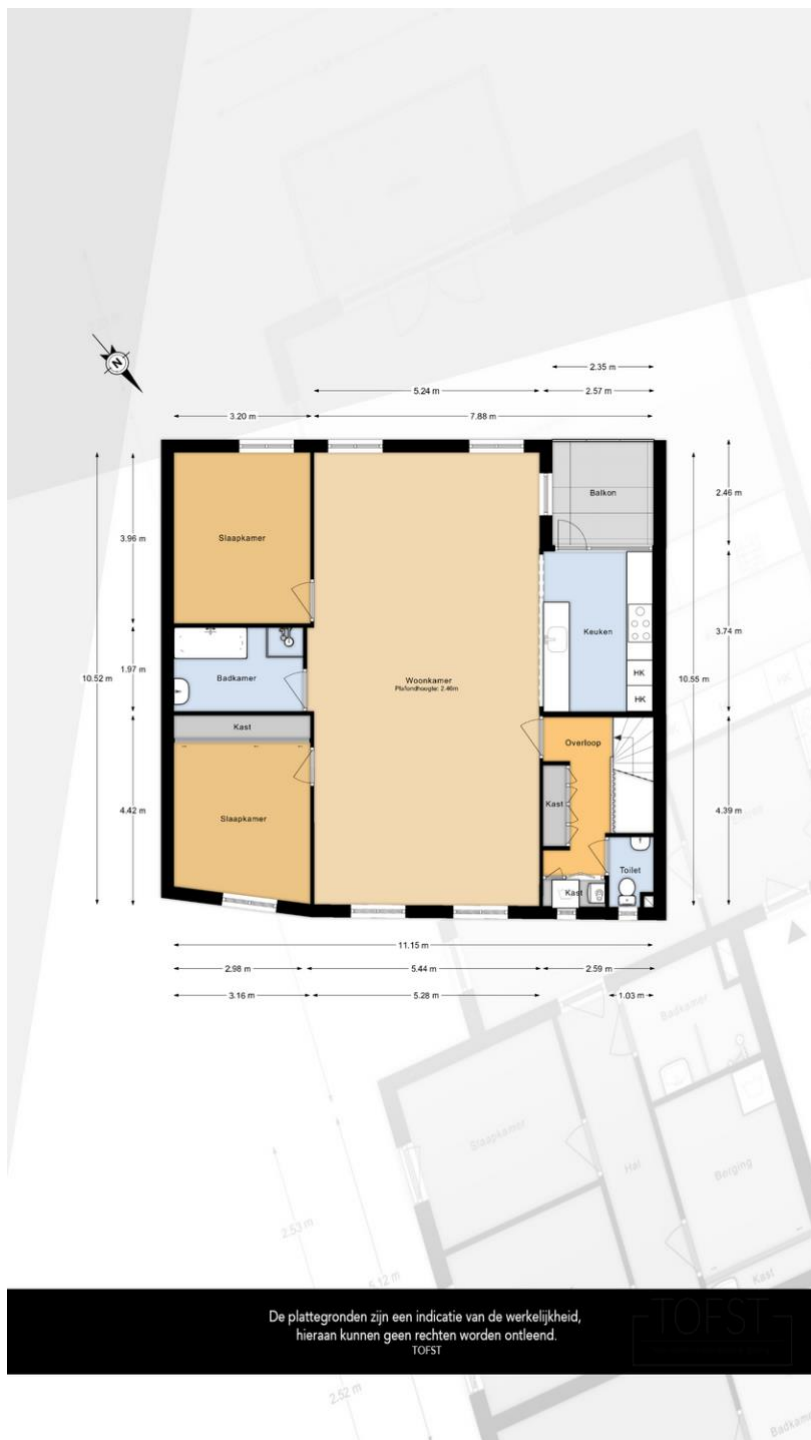 N
2.35 m
5.24 m
2.57 m
3.20 m
7.88 m
Balkon
2.46 m
3.96 m
Slaapkamer
Keuken
3.74 m
HK
HK
10.52 m
1.97 m
Badkamer
Woonkamer
Plafondhoogte: 2.46m
10.55 m
Kast
Overloop
4.42 m
Slaapkamer
Kast
4.39 m
Toilet
Kast
11.15 m
2.98 m
5.44 m
2.59 m
3.16 m
5.28 m
1.03 m
Badkamer
Slaapkamer
Hal
Berging
2.53 m
5.12 m
Kast
De plattegronden zijn een indicatie van de werkelijkheid,
hieraan kunnen geen rechten worden ontleend.
TOFST
TOFST
2.52 m
Badkamer